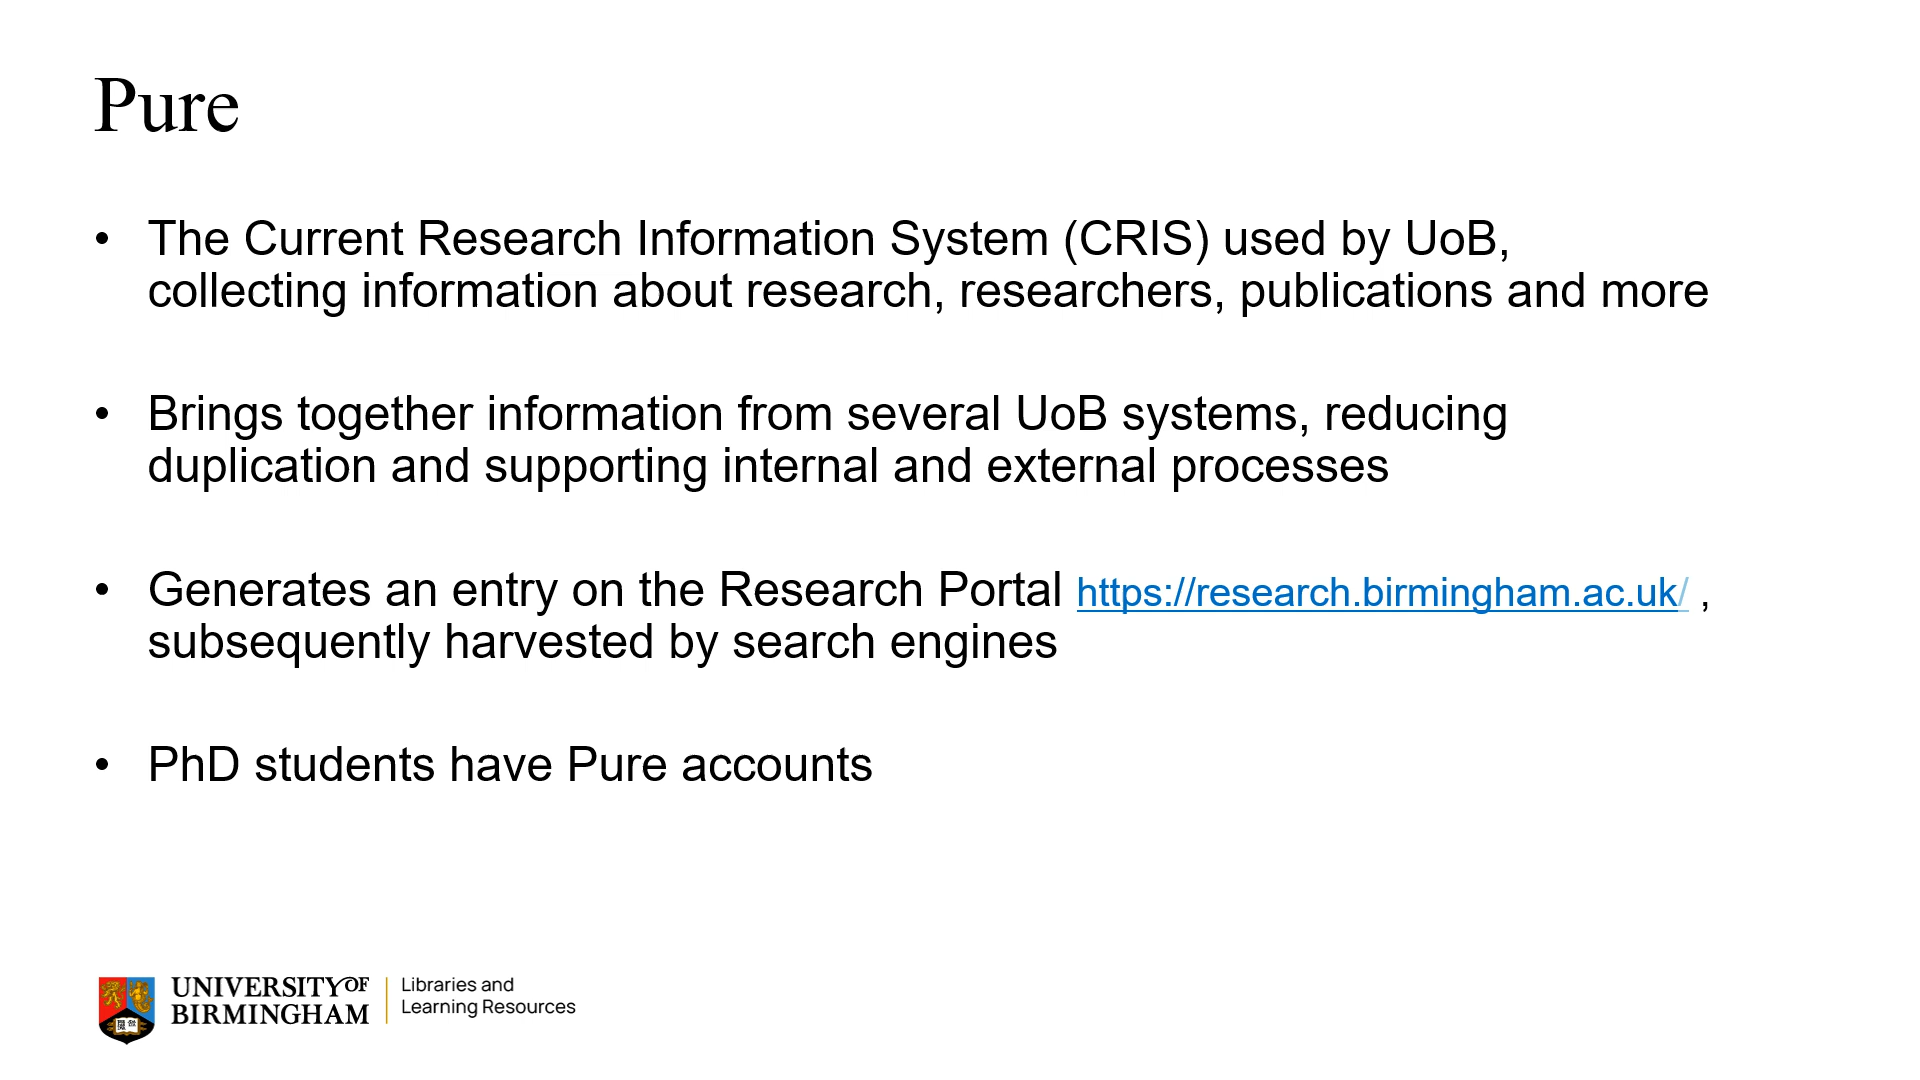 Pure
• The Current Research Information System (CRIS) used by UoB,
collecting information about research, researchers, publications and more
• Brings together information from several UoB systems, reducing
duplication and supporting internal and external processes
• Generates an entry on the Research Portal https://research.birmingham.ac.uk/ ,
subsequently harvested by search engines
• PhD students have Pure accounts
UNIVERSITY OF
BIRMINGHAM
Libraries and
Learning Resources